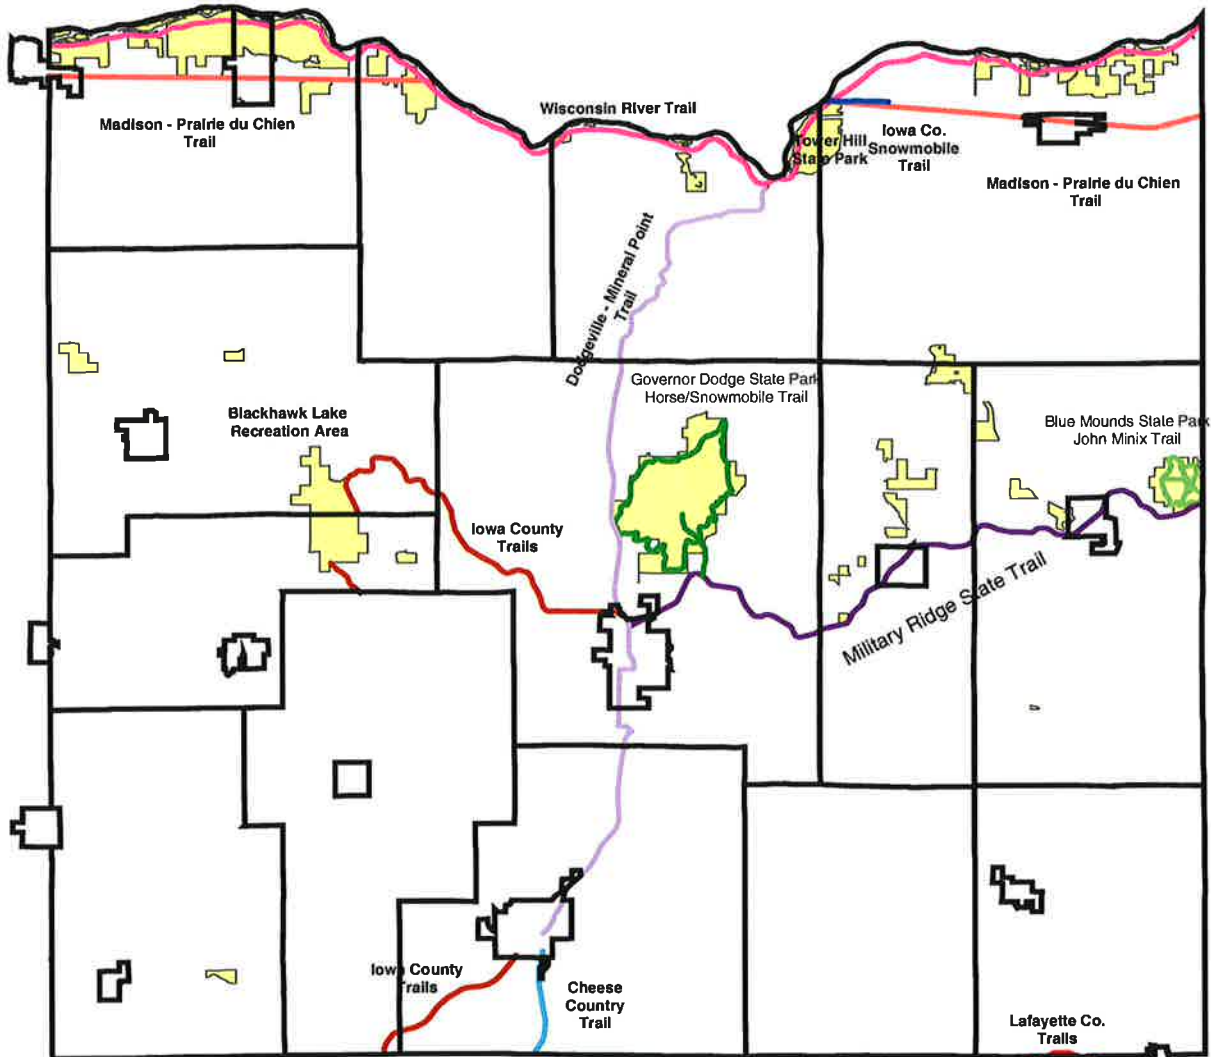 Wisconsin River Trail
Madison - Prairie du Chien
Trail
Tower Hill
State Park
Iowa Co.
Snowmobile
Trail
Madison - Prairie du Chien
Trail
Dodgeville - Mineral Point
Trail
Governor Dodge State Park
Horse/Snowmobile Trail
Blackhawk Lake
Recreation Area
Blue Mounds State Park
John Minix Trail
Iowa County
Trails
Military Ridge State Trail
Iowa County
Trails
Cheese
Country
Trail
Lafayette Co.
Trails